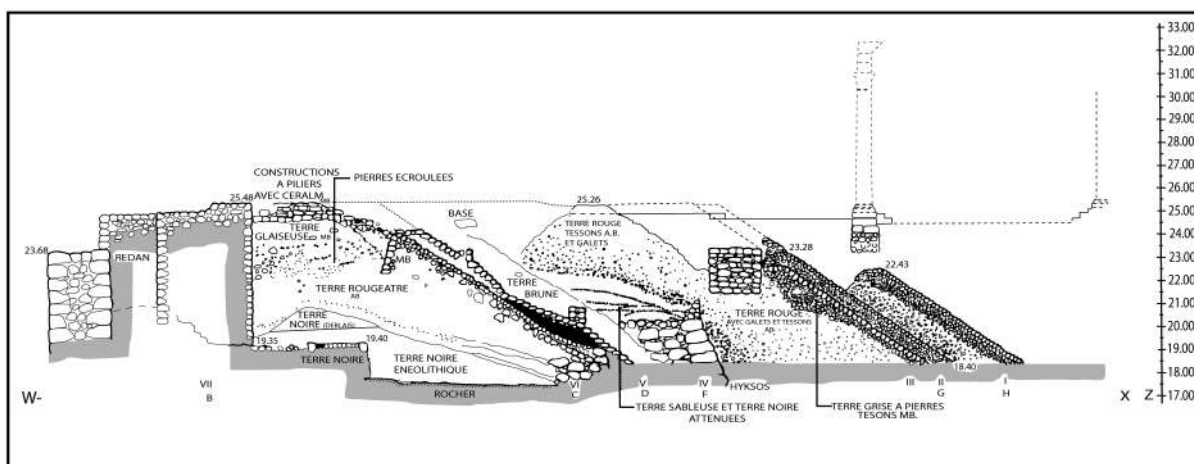 33.00
32.00
31.00
30.00
29.00
28.00
27.00
26.00
25.00
24.00
23.00
22.00
21.00
20.00
19.00
18.00
17.00
CONSTRUCTIONS
A PILIERS
AVEC CERALM
PIERRES ECROULEES
25.48
BASE
25.26
23.68
REDAN
TERRE
GLAISEUSE MB
MB
TERRE ROUGE
TESSONS A.B.
ET GALETS
23.28
22.43
TERRE ROUGEATRE
AB
TERRE
BRUNE
TERRE ROUGE
AVEC GALETS ET TESSONS
TERRE
NOIRE (DEBLAIS)
19.35
19.40
TERRE NOIRE
TERRE NOIRE
ENEOLITHIQUE
ROCHER
18.40
HYKSOS
W-
VII
B
VI
C
V
D
IV
F
III
II
G
I
H
X
Z
TERRE SABLEUSE ET TERRE NOIRE
ATTENUEES
TERRE GRISE A PIERRES
TESONS MB.